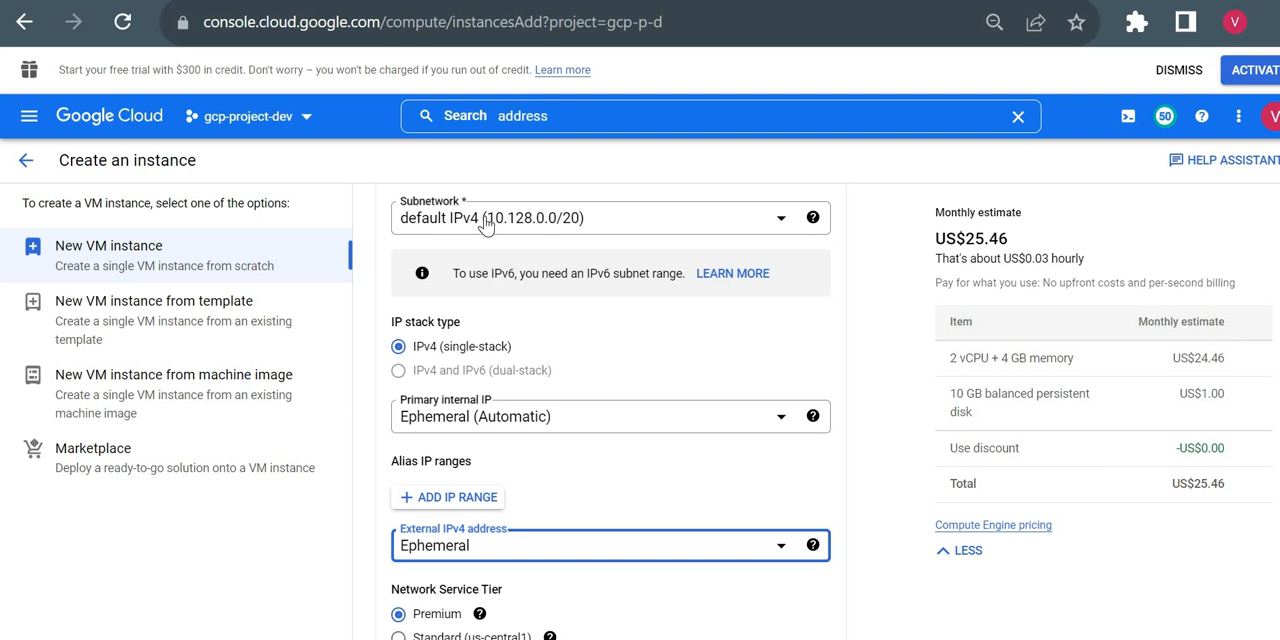 console.cloud.google.com/compute/instancesAdd?project=gcp-p-d
V
Start your free trial with $300 in credit. Don't worry – you won't be charged if you run out of credit. Learn more
DISMISS
ACTIVAT
Google Cloud
gcp-project-dev
Search address
50
V
Create an instance
HELP ASSISTANT
To create a VM instance, select one of the options:
New VM instance
Create a single VM instance from scratch
New VM instance from template
Create a single VM instance from an existing
template
New VM instance from machine image
Create a single VM instance from an existing
machine image
Marketplace
Deploy a ready-to-go solution onto a VM instance
Subnetwork *
default IPv4 (10.128.0.0/20)
To use IPv6, you need an IPv6 subnet range. LEARN MORE
IP stack type
IPv4 (single-stack)
IPv4 and IPv6 (dual-stack)
Primary internal IP
Ephemeral (Automatic)
Alias IP ranges
+ ADD IP RANGE
External IPv4 address
Ephemeral
Network Service Tier
Premium
Standard (us-central1)
Monthly estimate
US$25.46
That's about US$0.03 hourly
Pay for what you use: No upfront costs and per-second billing
Item Monthly estimate
2 vCPU + 4 GB memory US$24.46
10 GB balanced persistent US$1.00
disk
Use discount -US$0.00
Total US$25.46
Compute Engine pricing
LESS